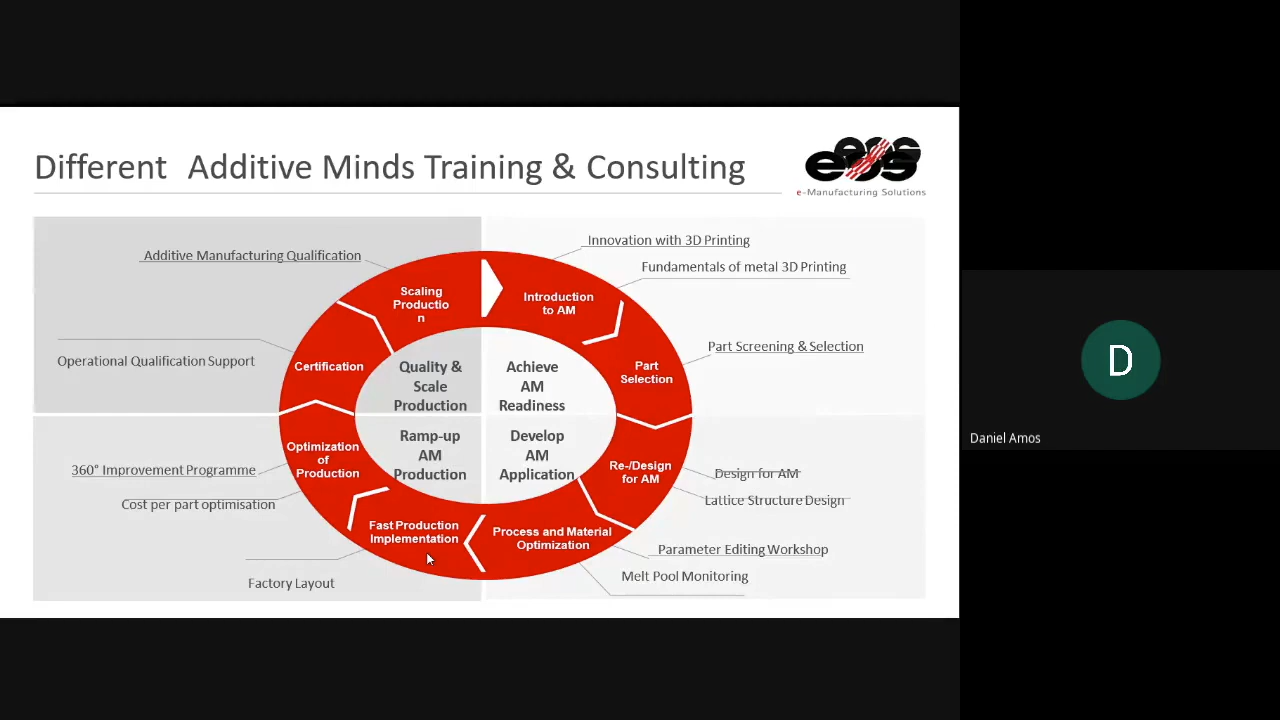 Different Additive Minds Training & Consulting
eos
e-Manufacturing Solutions
Additive Manufacturing Qualification
Operational Qualification Support
360° Improvement Programme
Cost per part optimisation
Factory Layout
Innovation with 3D Printing
Fundamentals of metal 3D Printing
Part Screening & Selection
Design for AM
Lattice Structure Design
Parameter Editing Workshop
Melt Pool Monitoring
Scaling
Productio
n
Introduction
to AM
Part
Selection
Re-/Design
for AM
Process and Material
Optimization
Fast Production
Implementation
Optimization
of
Production
Certification
Quality &
Scale
Production
Achieve
AM
Readiness
Ramp-up
AM
Production
Develop
AM
Application
D
Daniel Amos